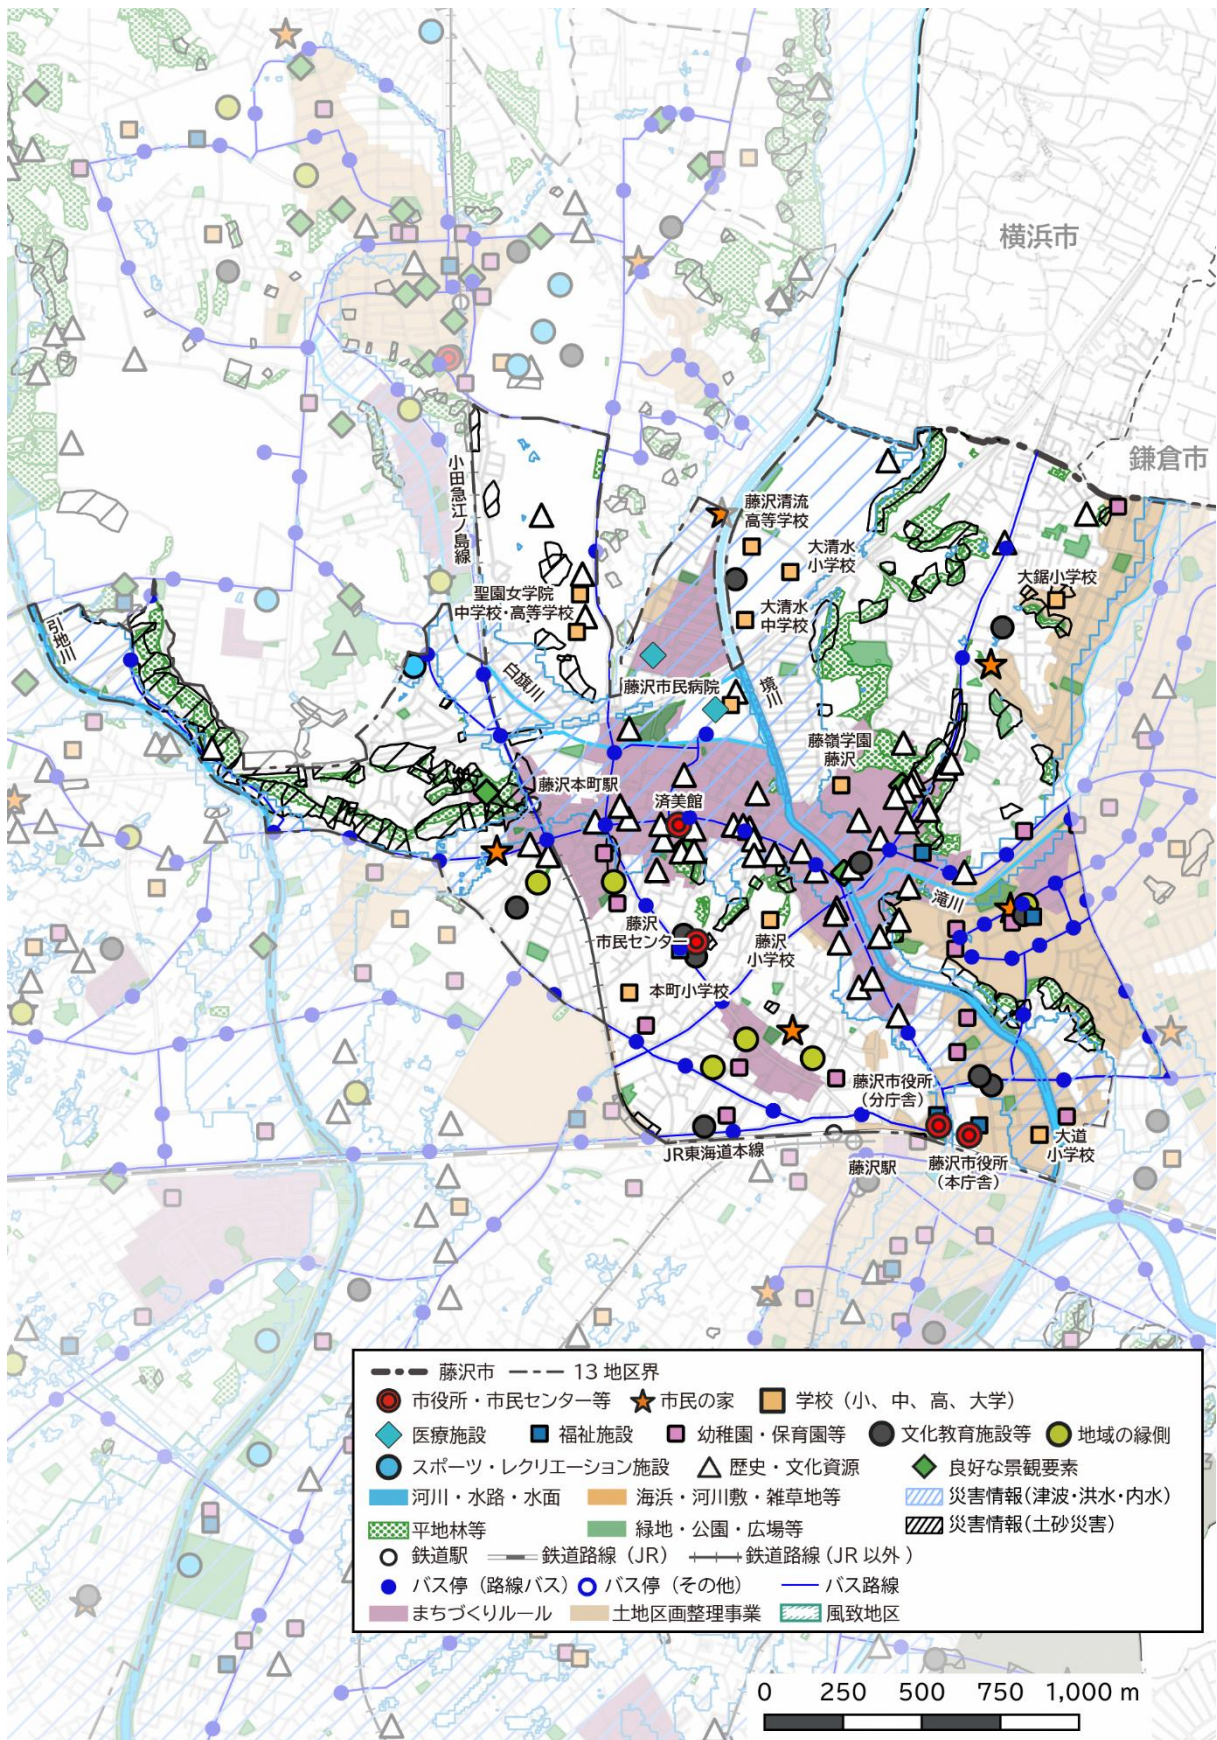 横浜市
鎌倉市
小田急江ノ島線
藤沢清流
高等学校
大清水
小学校
大鋸小学校
聖園女学院
中学校・高等学校
大清水
中学校
引地川
白旗川
藤沢市民病院
境川
藤嶺学園
藤沢
藤沢本町駅
済美館
滝川
藤沢
市民センター
藤沢
小学校
本町小学校
藤沢市役所
(分庁舎)
大道
小学校
JR東海道本線
藤沢駅
藤沢市役所
(本庁舎)
藤沢市 13地区界
市役所・市民センター等 市民の家 学校（小、中、高、大学）
医療施設 福祉施設 幼稚園・保育園等 文化教育施設等 地域の縁側
スポーツ・レクリエーション施設 歴史・文化資源 良好な景観要素
河川・水路・水面 海浜・河川敷・雑草地等 災害情報(津波・洪水・内水)
平地林等 緑地・公園・広場等 災害情報(土砂災害)
鉄道駅 鉄道路線（JR） 鉄道路線（JR以外）
バス停（路線バス） バス停（その他） バス路線
まちづくりルール 土地区画整理事業 風致地区
0 250 500 750 1,000 m